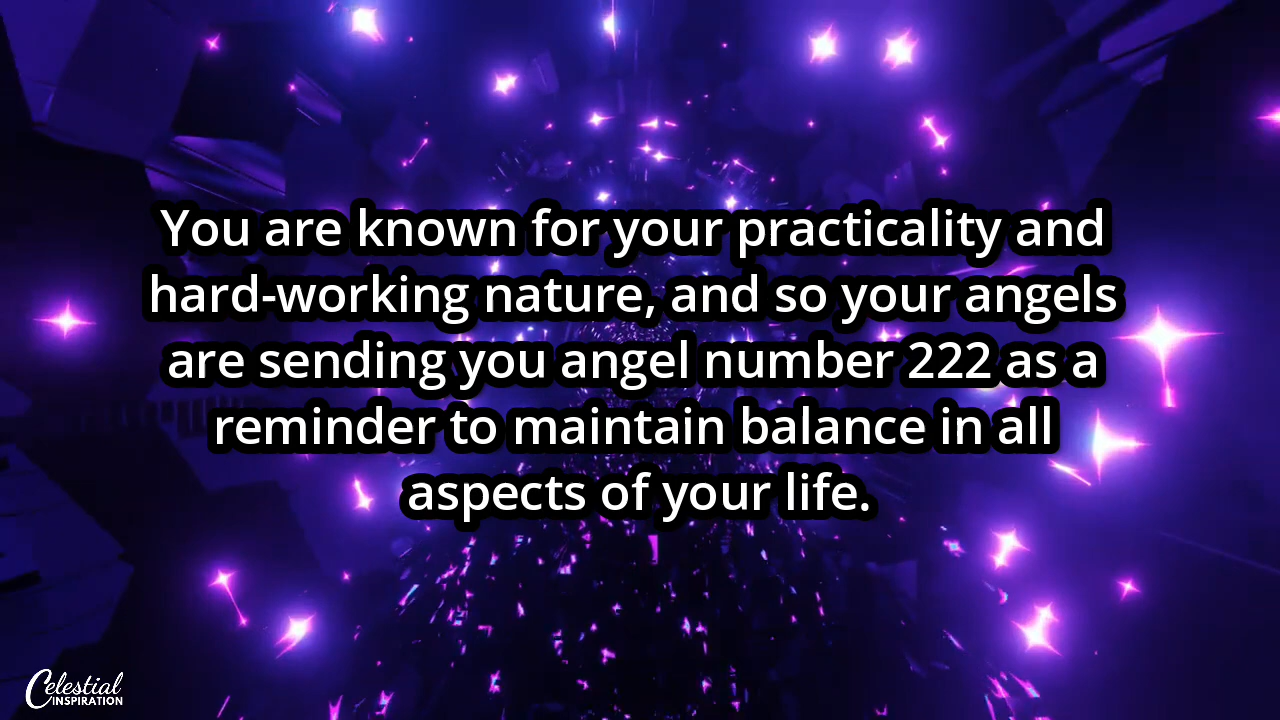 You are known for your practicality and
hard-working nature, and so your angels
are sending you angel number 222 as a
reminder to maintain balance in all
aspects of your life.
Celestial
INSPIRATION